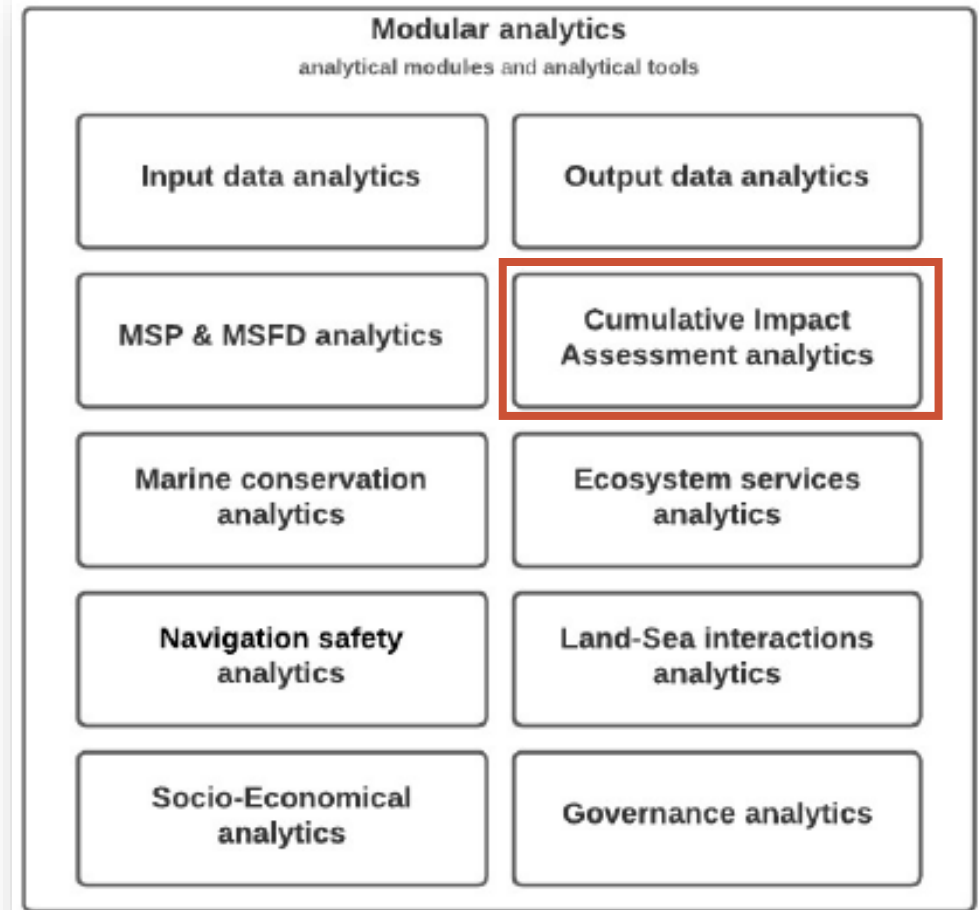 Modular analytics
analytical modules and analytical tools
Input data analytics
Output data analytics
MSP & MSFD analytics
Cumulative Impact
Assessment analytics
Marine conservation
analytics
Ecosystem services
analytics
Navigation safety
analytics
Land-Sea interactions
analytics
Socio-Economical
analytics
Governance analytics